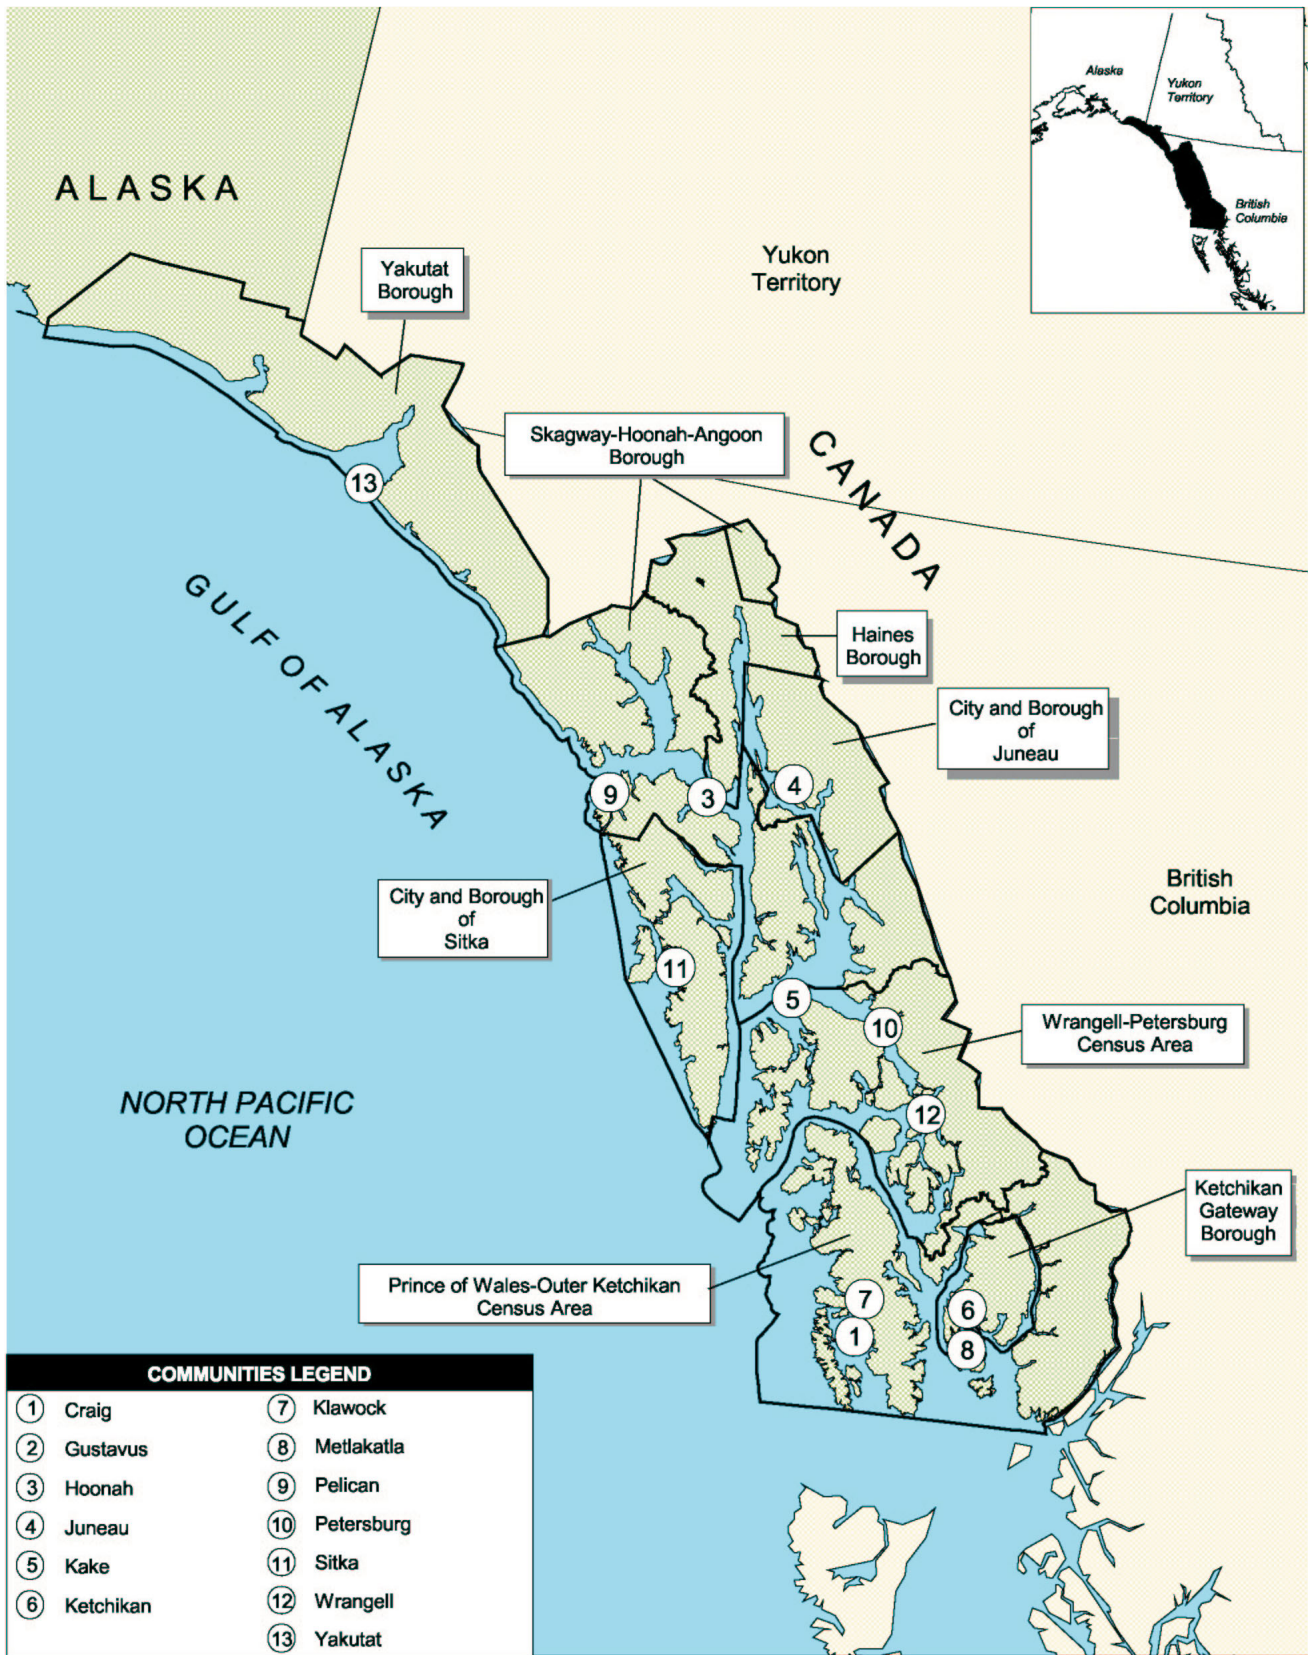 ALASKA
Alaska
Yukon
Territory
British
Columbia
Yakutat
Borough
Yukon
Territory
Skagway-Hoonah-Angoon
Borough
CANADA
13
GULF OF ALASKA
Haines
Borough
City and Borough
of
Juneau
9
3
4
City and Borough
of
Sitka
British
Columbia
11
5
10
Wrangell-Petersburg
Census Area
NORTH PACIFIC
OCEAN
12
Ketchikan
Gateway
Borough
Prince of Wales-Outer Ketchikan
Census Area
7
6
1
8
COMMUNITIES LEGEND
1 Craig
2 Gustavus
3 Hoonah
4 Juneau
5 Kake
6 Ketchikan
7 Klawock
8 Metlakatla
9 Pelican
10 Petersburg
11 Sitka
12 Wrangell
13 Yakutat